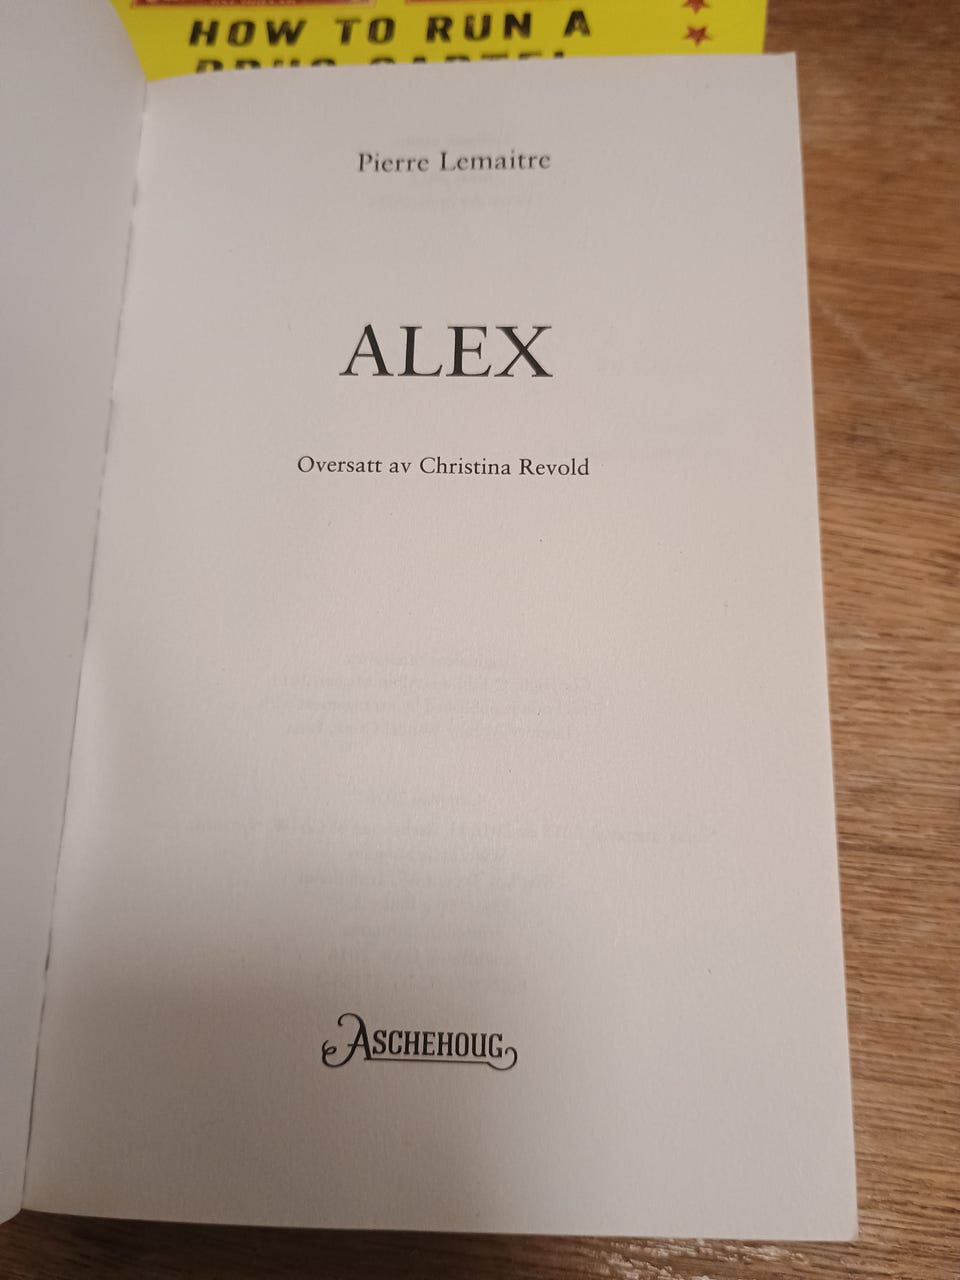 HOW TO RUN A
Pierre Lemaitre
ALEX
Oversatt av Christina Revold
ASCHEHOUG